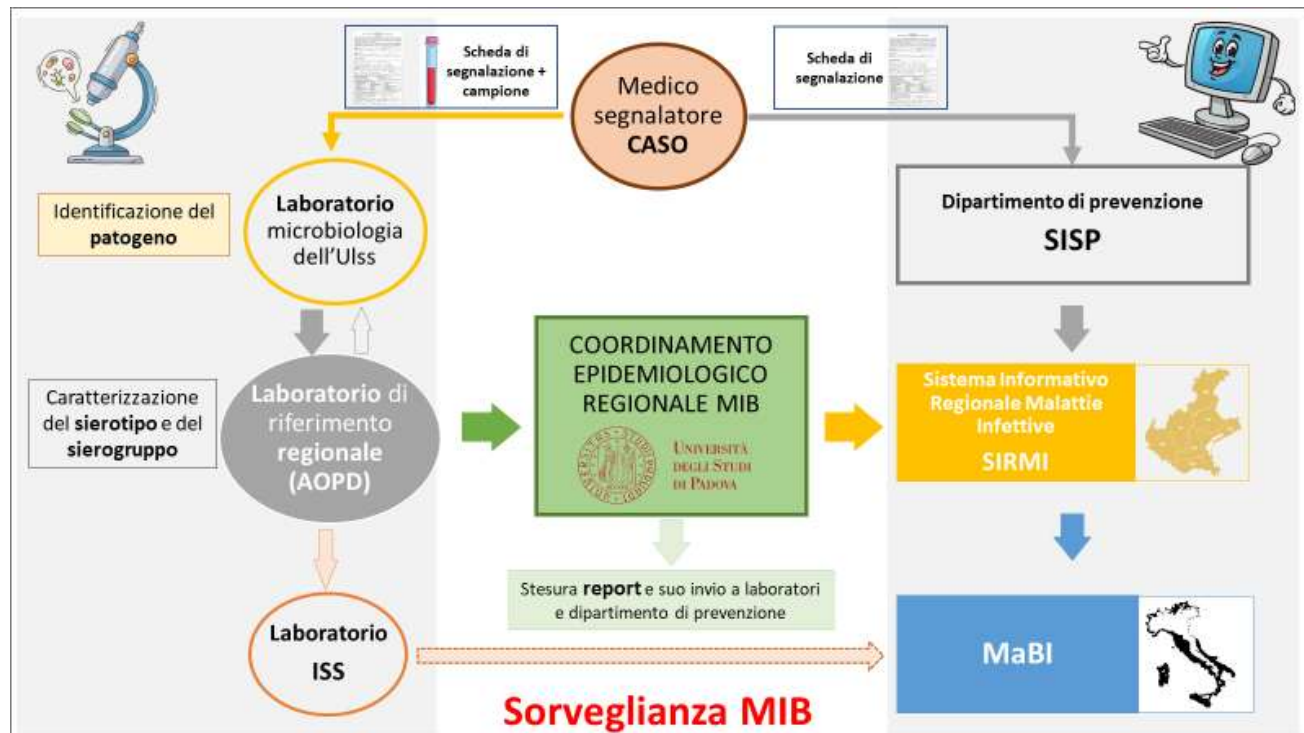 Scheda di
segnalazione +
campione
Medico
segnalatore
CASO
Scheda di
segnalazione
Identificazione del
patogeno
Laboratorio
microbiologia
dell'Ulss
Dipartimento di prevenzione
SISP
Caratterizzazione
del sierotipo e del
sierogruppo
Laboratorio di
riferimento
regionale
(AOPD)
COORDINAMENTO
EPIDEMIOLOGICO
REGIONALE MIB
UNIVERSITÀ
DEGLI STUDI
DI PADOVA
Sistema Informativo
Regionale Malattie
Infettive
SIRMI
Stesura report e suo invio a laboratori
e dipartimento di prevenzione
Laboratorio
ISS
MaBI
Sorveglianza MIB